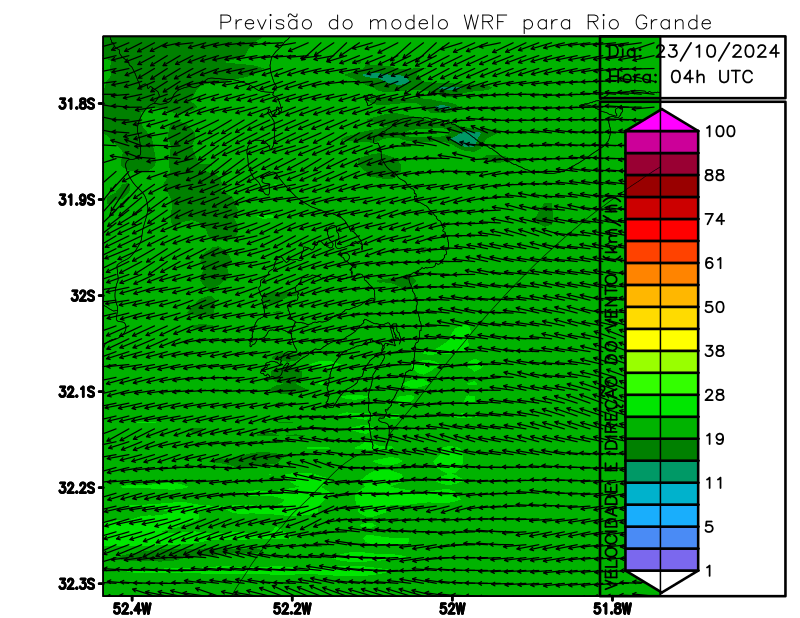 Previsão do modelo WRF para Rio Grande
Dia: 23/10/2024
Hora: 04h UTC
31.8S
31.9S
32S
32.1S
32.2S
32.3S
52.4W
52.2W
52W
51.8W
VELOCIDADE E DIREÇÃO DO VENTO (km/h)
100
88
74
61
50
38
28
19
11
5
1